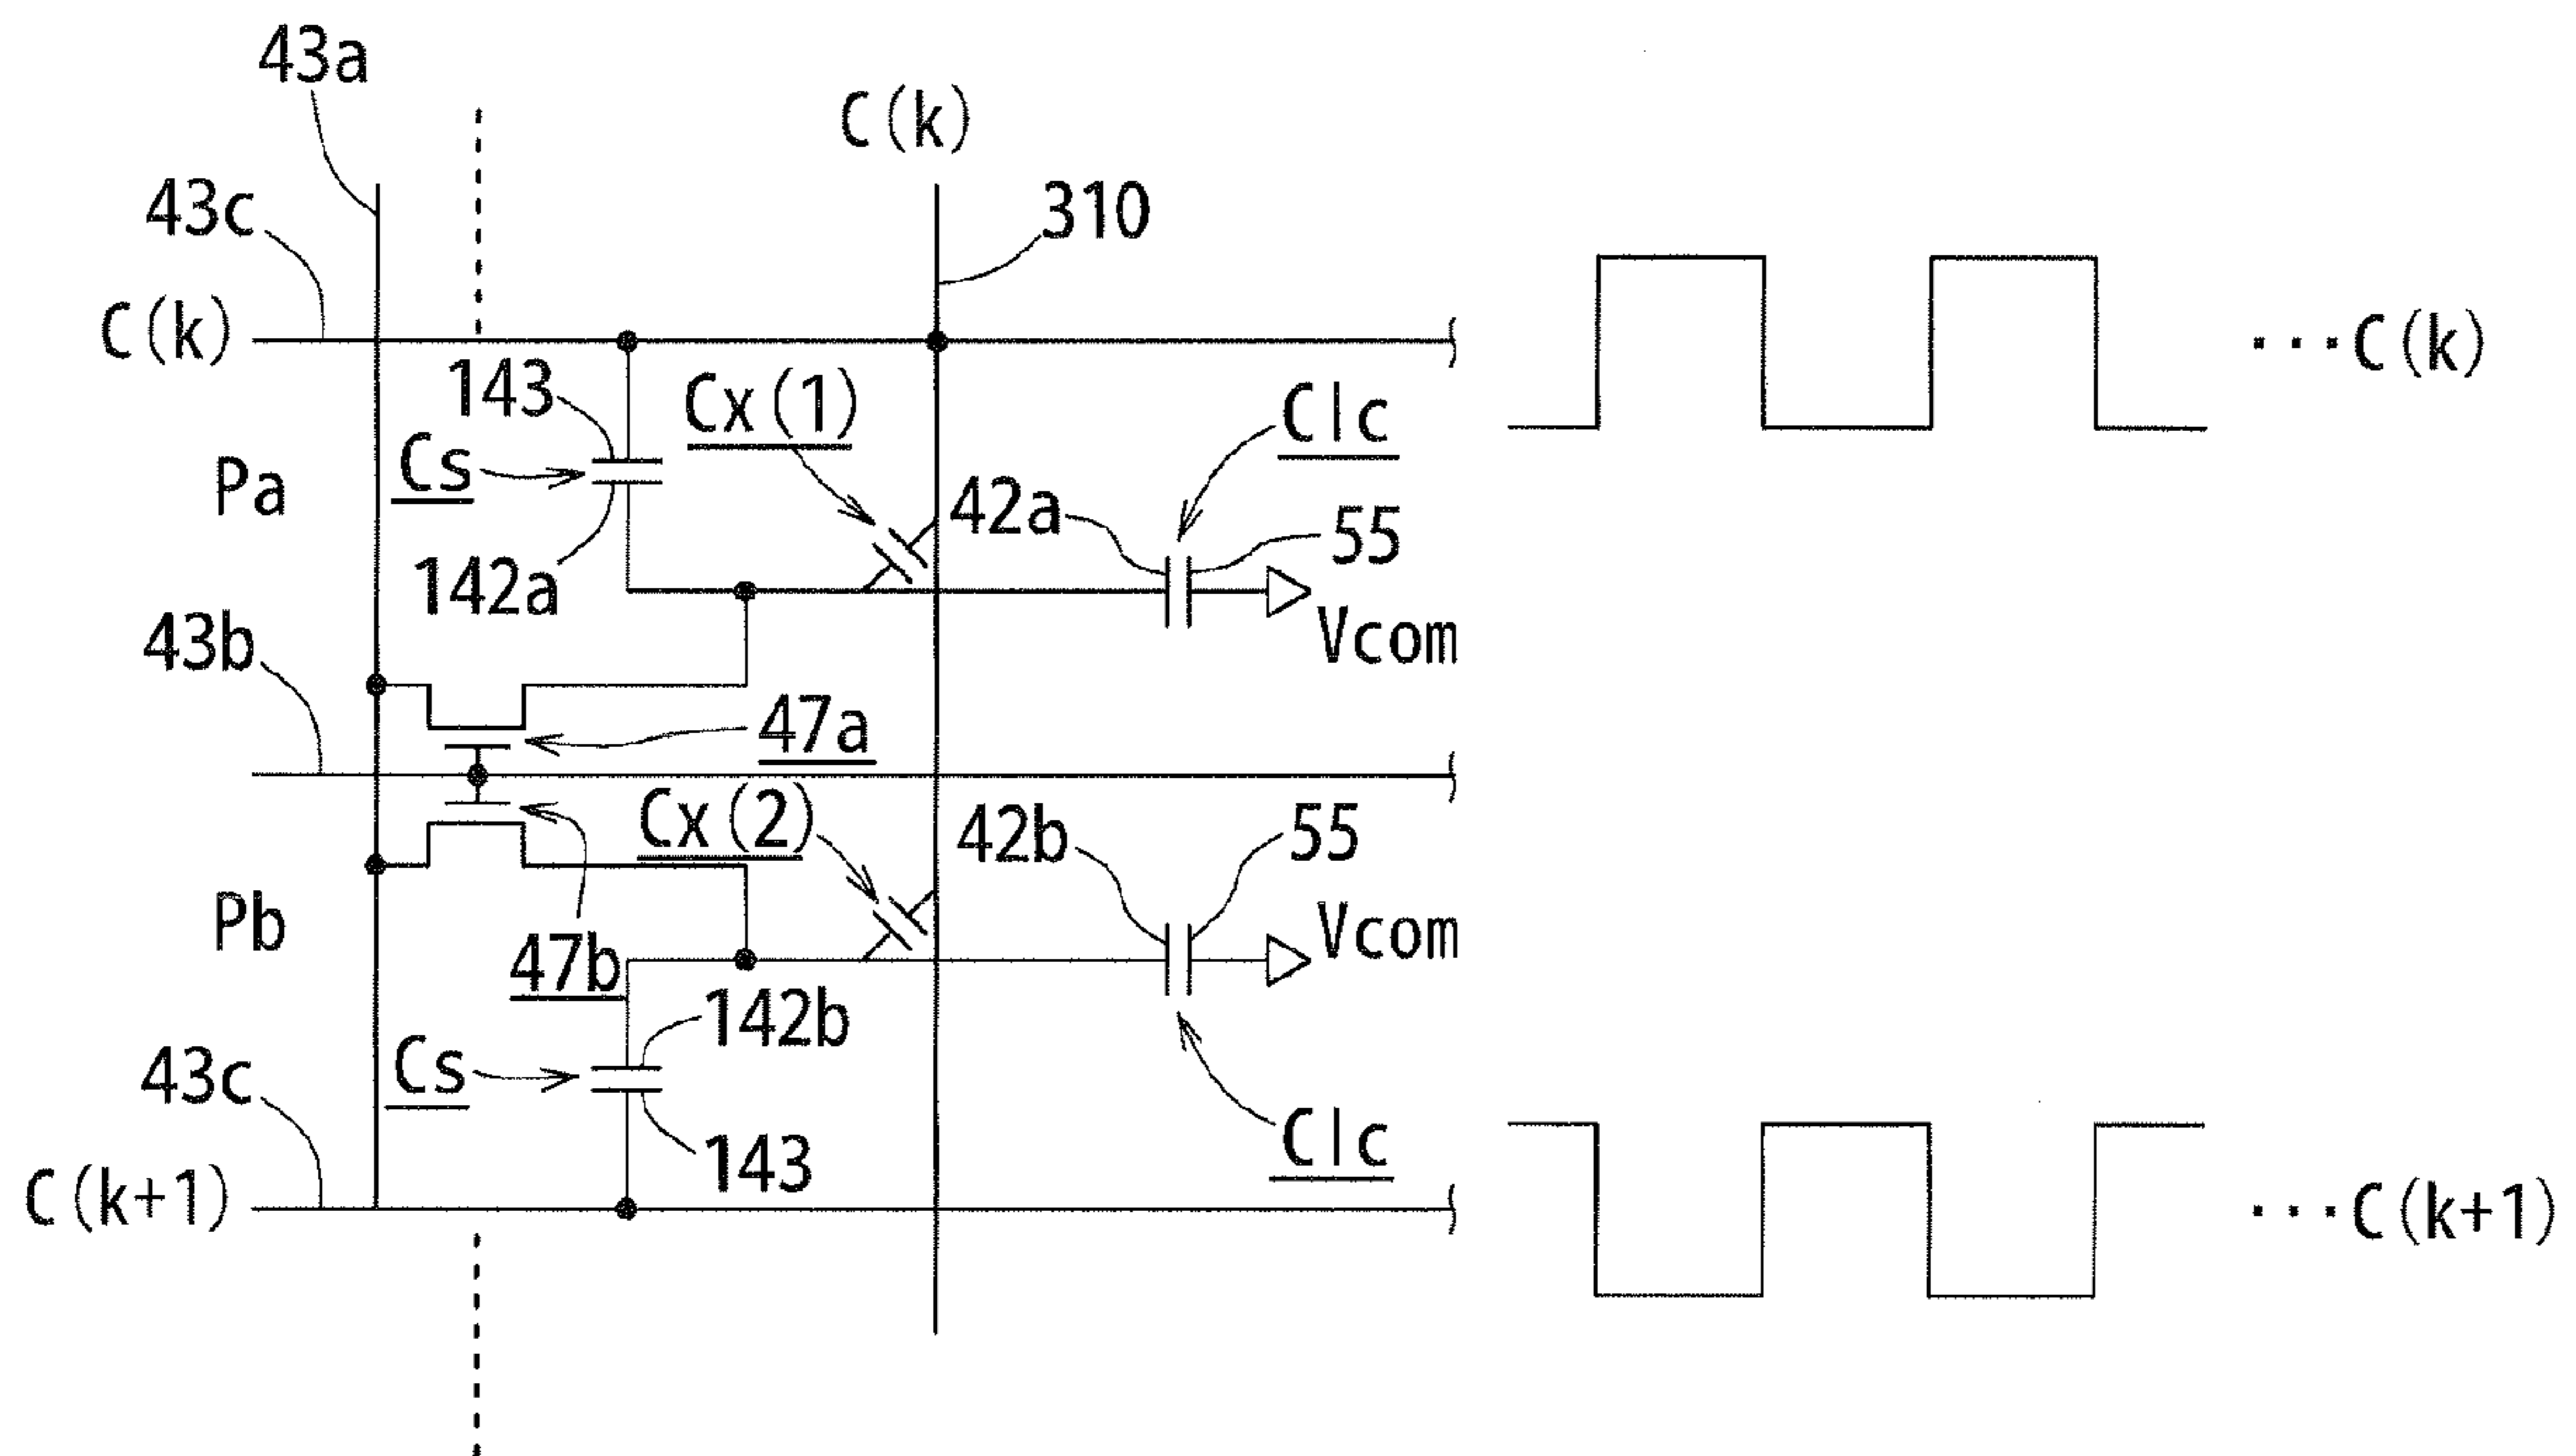 43a
C(k)
43c
310
C(k)
···C(k)
143
Cx(1)
Clc
Cs
Pa
42a
55
142a
Vcom
43b
47a
Cx(2)
42b
55
Pb
Vcom
47b
142b
Cs
43c
Clc
143
C(k+1)
···C(k+1)